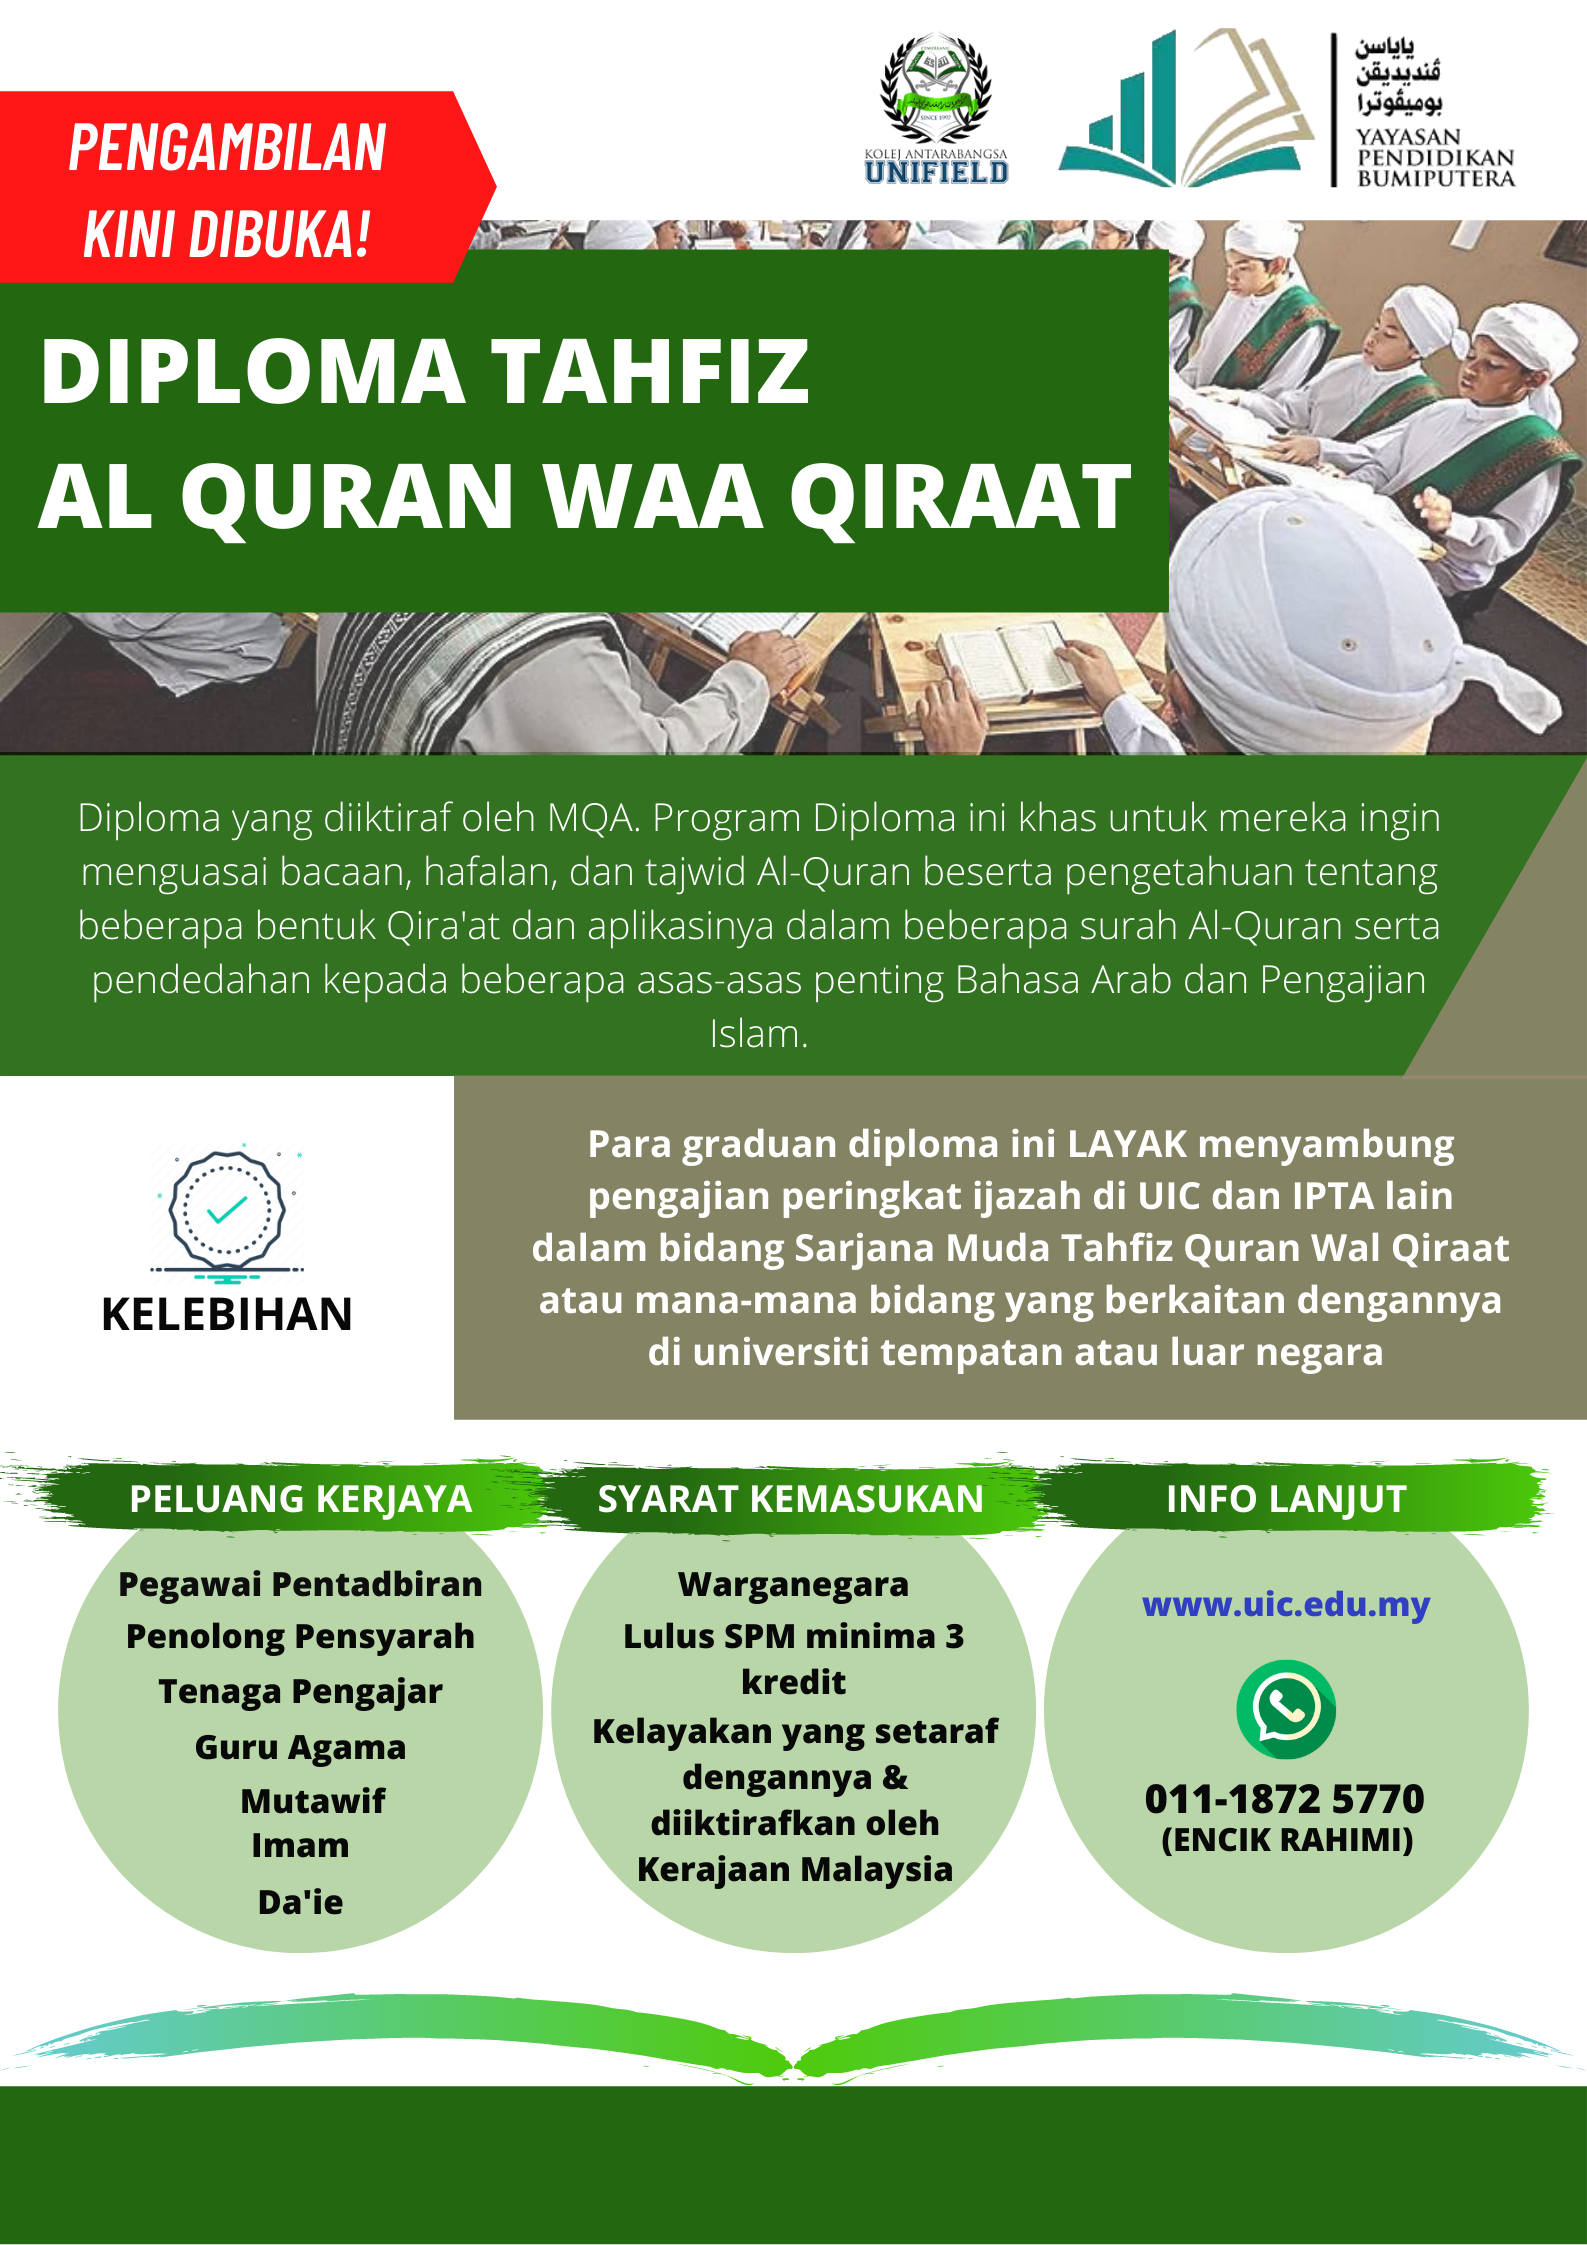 PENGAMBILAN
KINI DIBUKA!
SINCE 1997
KOLEJ ANTARABANGSA
UNIFIELD
ياياسن
ڤنديديقن
بوميڤوترا
YAYASAN
PENDIDIKAN
BUMIPUTERA
DIPLOMA TAHFIZ
AL QURAN WAA QIRAAT
Diploma yang diiktiraf oleh MQA. Program Diploma ini khas untuk mereka ingin
menguasai bacaan, hafalan, dan tajwid Al-Quran beserta pengetahuan tentang
beberapa bentuk Qira'at dan aplikasinya dalam beberapa surah Al-Quran serta
pendedahan kepada beberapa asas-asas penting Bahasa Arab dan Pengajian
Islam.
KELEBIHAN
Para graduan diploma ini LAYAK menyambung
pengajian peringkat ijazah di UIC dan IPTA lain
dalam bidang Sarjana Muda Tahfiz Quran Wal Qiraat
atau mana-mana bidang yang berkaitan dengannya
di universiti tempatan atau luar negara
PELUANG KERJAYA
Pegawai Pentadbiran
Penolong Pensyarah
Tenaga Pengajar
Guru Agama
Mutawif
Imam
Da'ie
SYARAT KEMASUKAN
Warganegara
Lulus SPM minima 3
kredit
Kelayakan yang setaraf
dengannya &
diiktirafkan oleh
Kerajaan Malaysia
INFO LANJUT
www.uic.edu.my
011-1872 5770
(ENCIK RAHIMI)